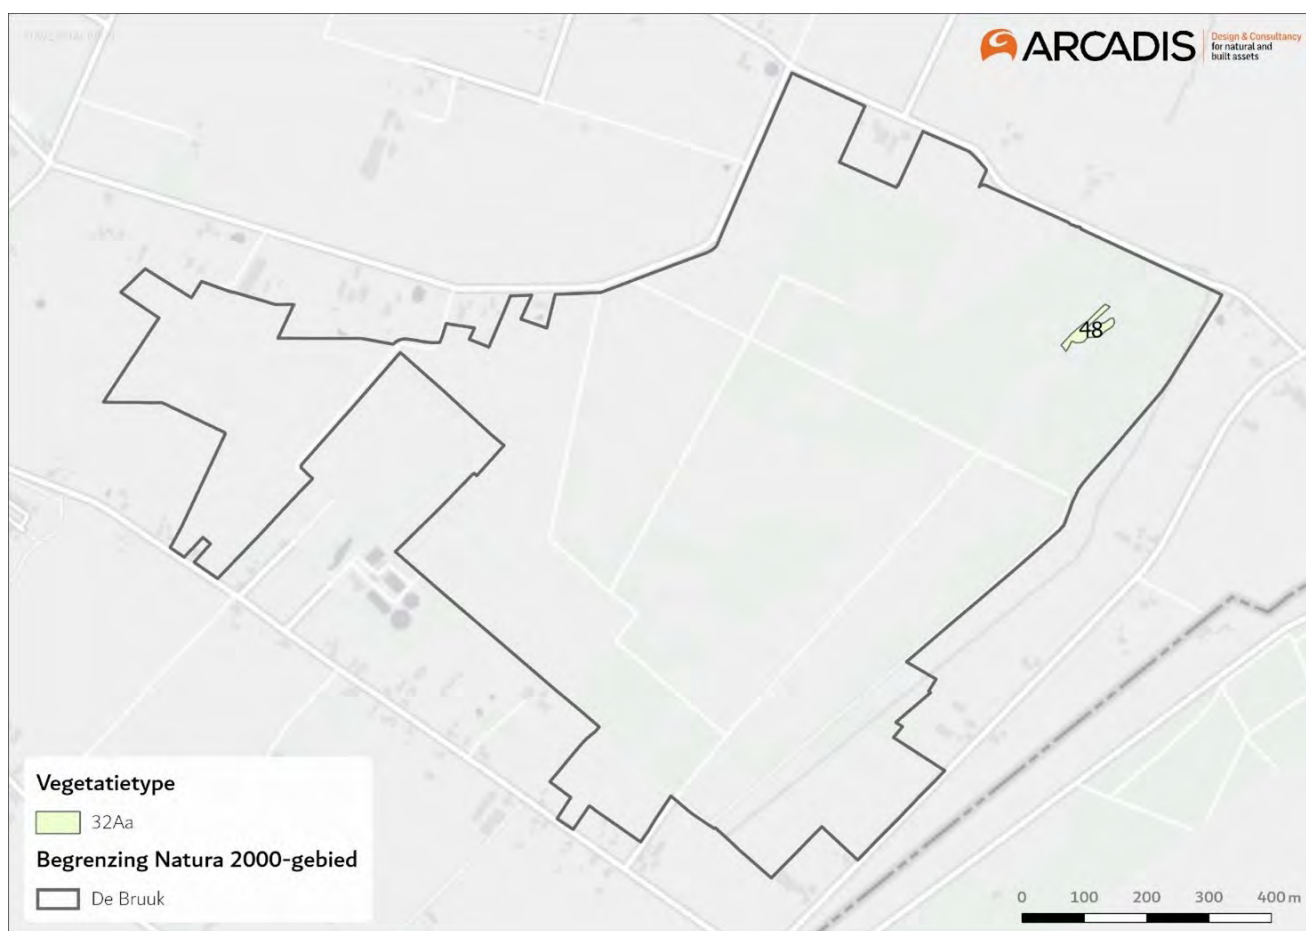 ARCADIS
Design & Consultancy
for natural and
built assets
48
Vegetatietype
32Aa
Begrenzing Natura 2000-gebied
De Bruuk
0 100 200 300 400 m